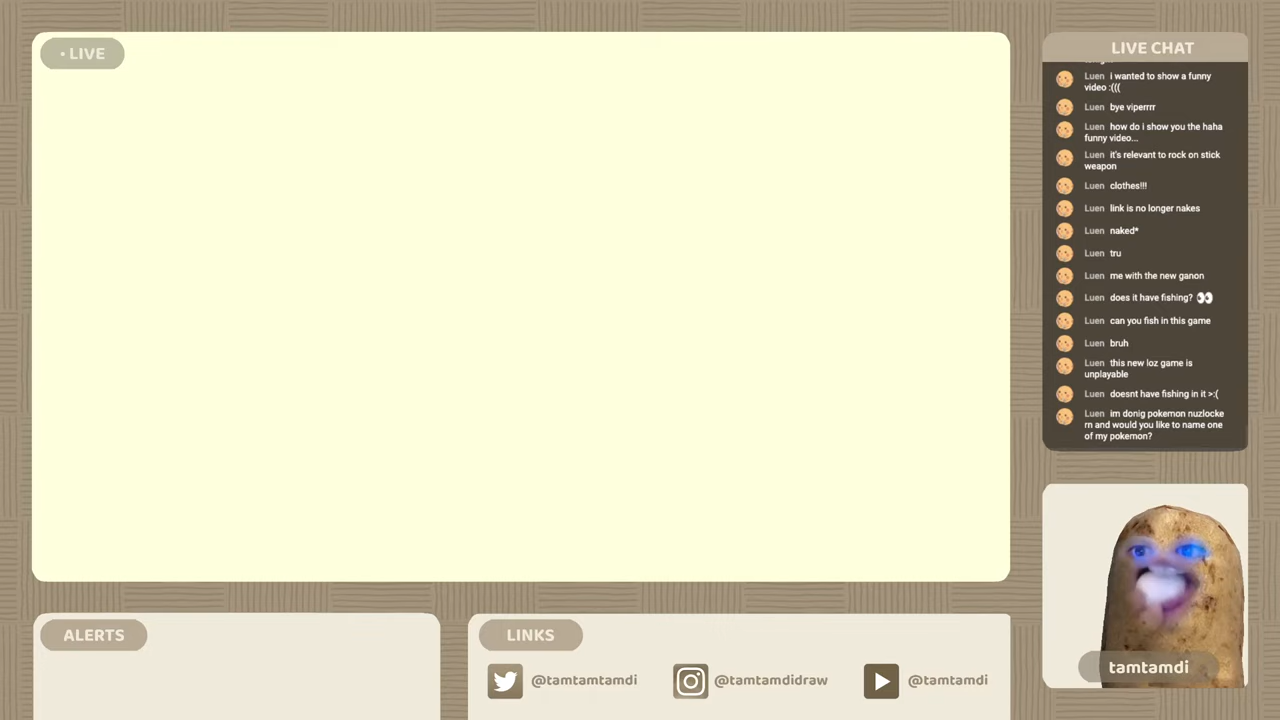 • LIVE
LIVE CHAT
Luen i wanted to show a funny
video :(((
Luen bye viperrrr
Luen how do i show you the haha
funny video...
Luen it's relevant to rock on stick
weapon
Luen clothes!!!
Luen link is no longer nakes
Luen naked*
Luen tru
Luen me with the new ganon
Luen does it have fishing? 👀
Luen can you fish in this game
Luen bruh
Luen this new loz game is
unplayable
Luen doesnt have fishing in it >:(
Luen im donig pokemon nuzlocke
rn and would you like to name one
of my pokemon?
tamtamdi
ALERTS
LINKS
@tamtamtamdi
@tamtamdidraw
@tamtamdi